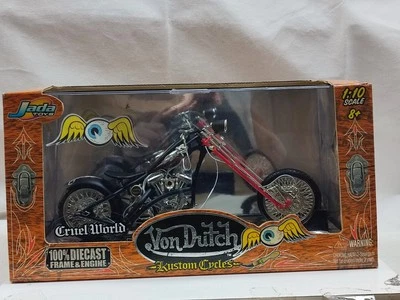 Jada
TOYS
1:10
SCALE
8+
Cruel World
100% DIECAST
FRAME & ENGINE
Von Dutch
Kustom Cycles
WARNING: